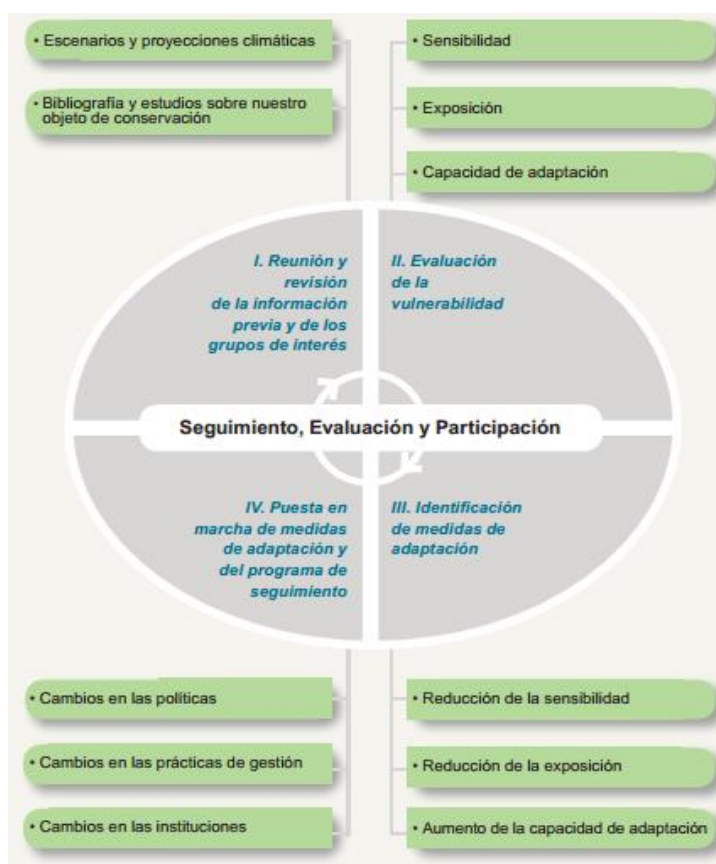 • Escenarios y proyecciones climáticas
• Bibliografía y estudios sobre nuestro
objeto de conservación
• Sensibilidad
• Exposición
• Capacidad de adaptación
I. Reunión y
revisión
de la información
previa y de los
grupos de interés
II. Evaluación
de la
vulnerabilidad
Seguimiento, Evaluación y Participación
IV. Puesta en
marcha de medidas
de adaptación y
del programa de
seguimiento
III. Identificación
de medidas de
adaptación
• Cambios en las políticas
• Cambios en las prácticas de gestión
• Cambios en las instituciones
• Reducción de la sensibilidad
• Reducción de la exposición
• Aumento de la capacidad de adaptación